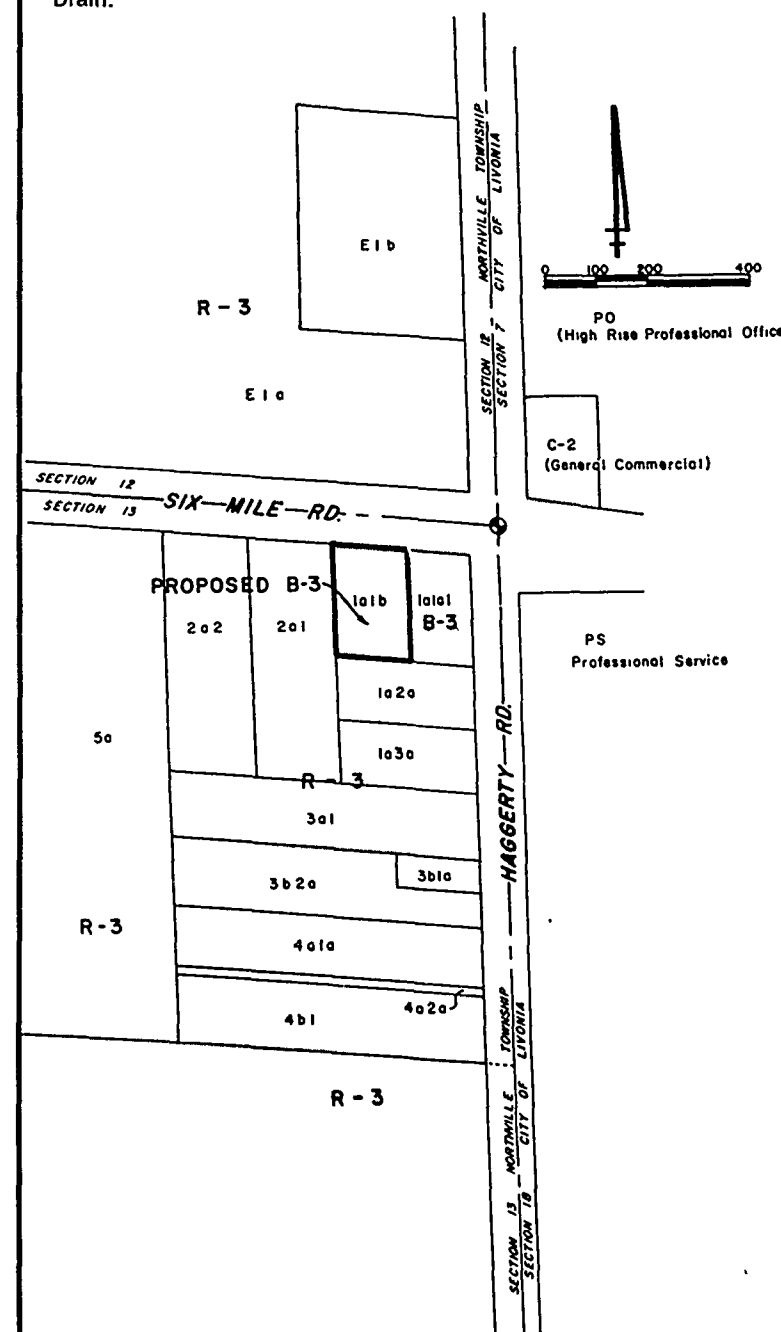 Drain.
SECTION 12 - NORTHVILLE TOWNSHIP
SECTION 7 - CITY OF LIVONIA
E1b
R-3
E1a
0 100 200 400
PO
(High Rise Professional Office
C-2
(General Commercial)
SECTION 12
SECTION 13
SIX-MILE-RD.
PROPOSED B-3
1a1b
1a1a1
B-3
2a2
2a1
PS
Professional Service
1a2a
5a
1a3a
R-3
HAGGERTY-RD.
3a1
3b1a
3b2a
R-3
4a1a
4a2a
4b1
R-3
SECTION 13 - NORTHVILLE TOWNSHIP
SECTION 18 - CITY OF LIVONIA